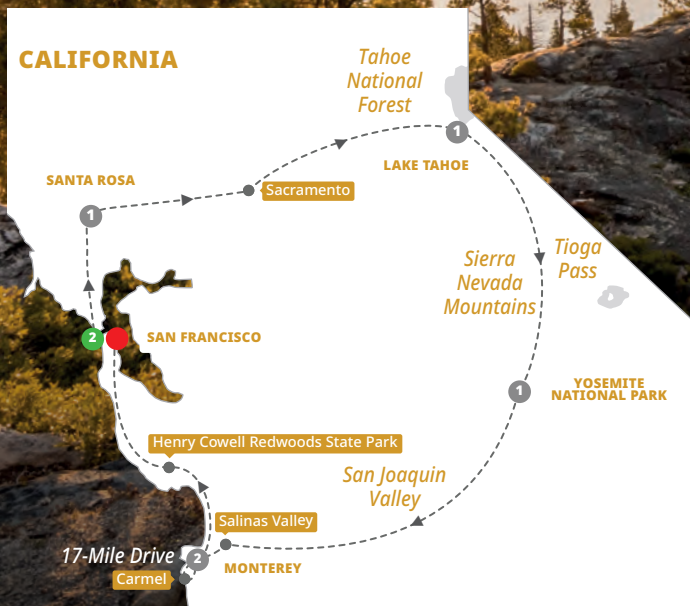 CALIFORNIA
Tahoe
National
Forest
1
LAKE TAHOE
SANTA ROSA
1
Sacramento
Sierra
Nevada
Mountains
Tioga
Pass
2
SAN FRANCISCO
1
YOSEMITE
NATIONAL PARK
Henry Cowell Redwoods State Park
San Joaquin
Valley
Salinas Valley
17-Mile Drive
2
MONTEREY
Carmel